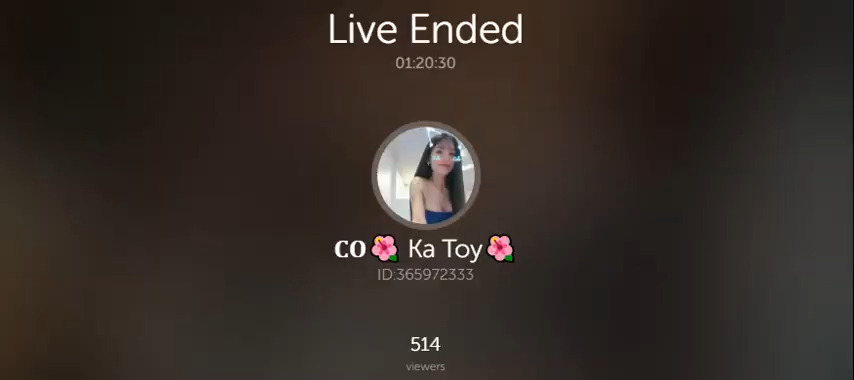 Live Ended
01:20:30
CO🌺 Ka Toy🌺
ID:365972333
514
viewers